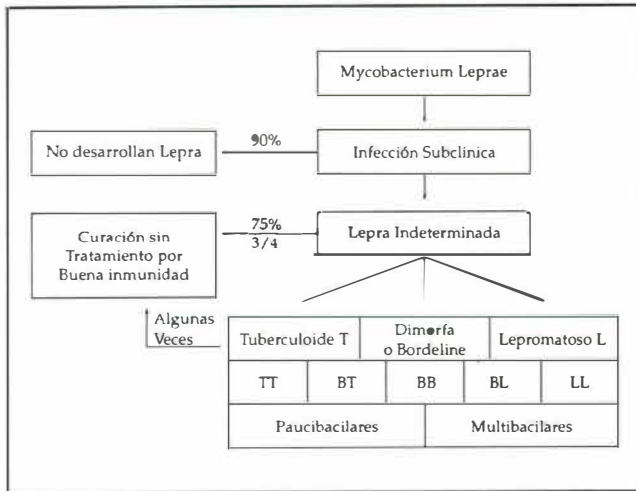 Mycobacterium Leprae
No desarrollan Lepra
90%
Infección Subclinica
Curación sin
Tratamiento por
Buena inmunidad
75%
3/4
Lepra Indeterminada
Algunas
Veces
Tuberculoide T
Dimorfa
o Bordeline
Lepromatoso L
TT
BT
BB
BL
LL
Paucibacilares
Multibacilares